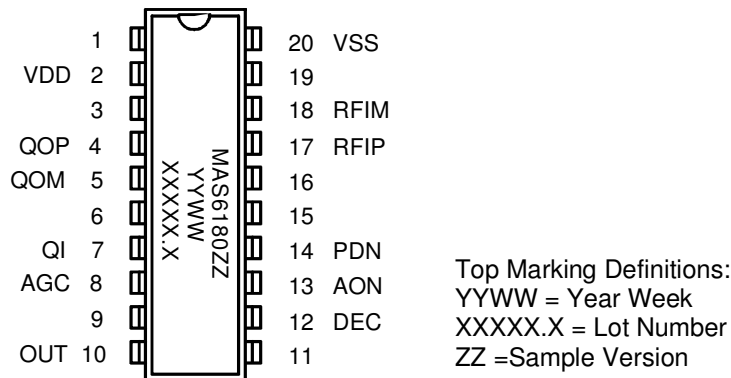 1 20 VSS
VDD 2 19
3 18 RFIM
QOP 4 17 RFIP
QOM 5 16
6 15
QI 7 14 PDN
AGC 8 13 AON
9 12 DEC
OUT 10 11
MAS6180ZZ
YYWW
XXXXX.X
Top Marking Definitions:
YYWW = Year Week
XXXXX.X = Lot Number
ZZ =Sample Version